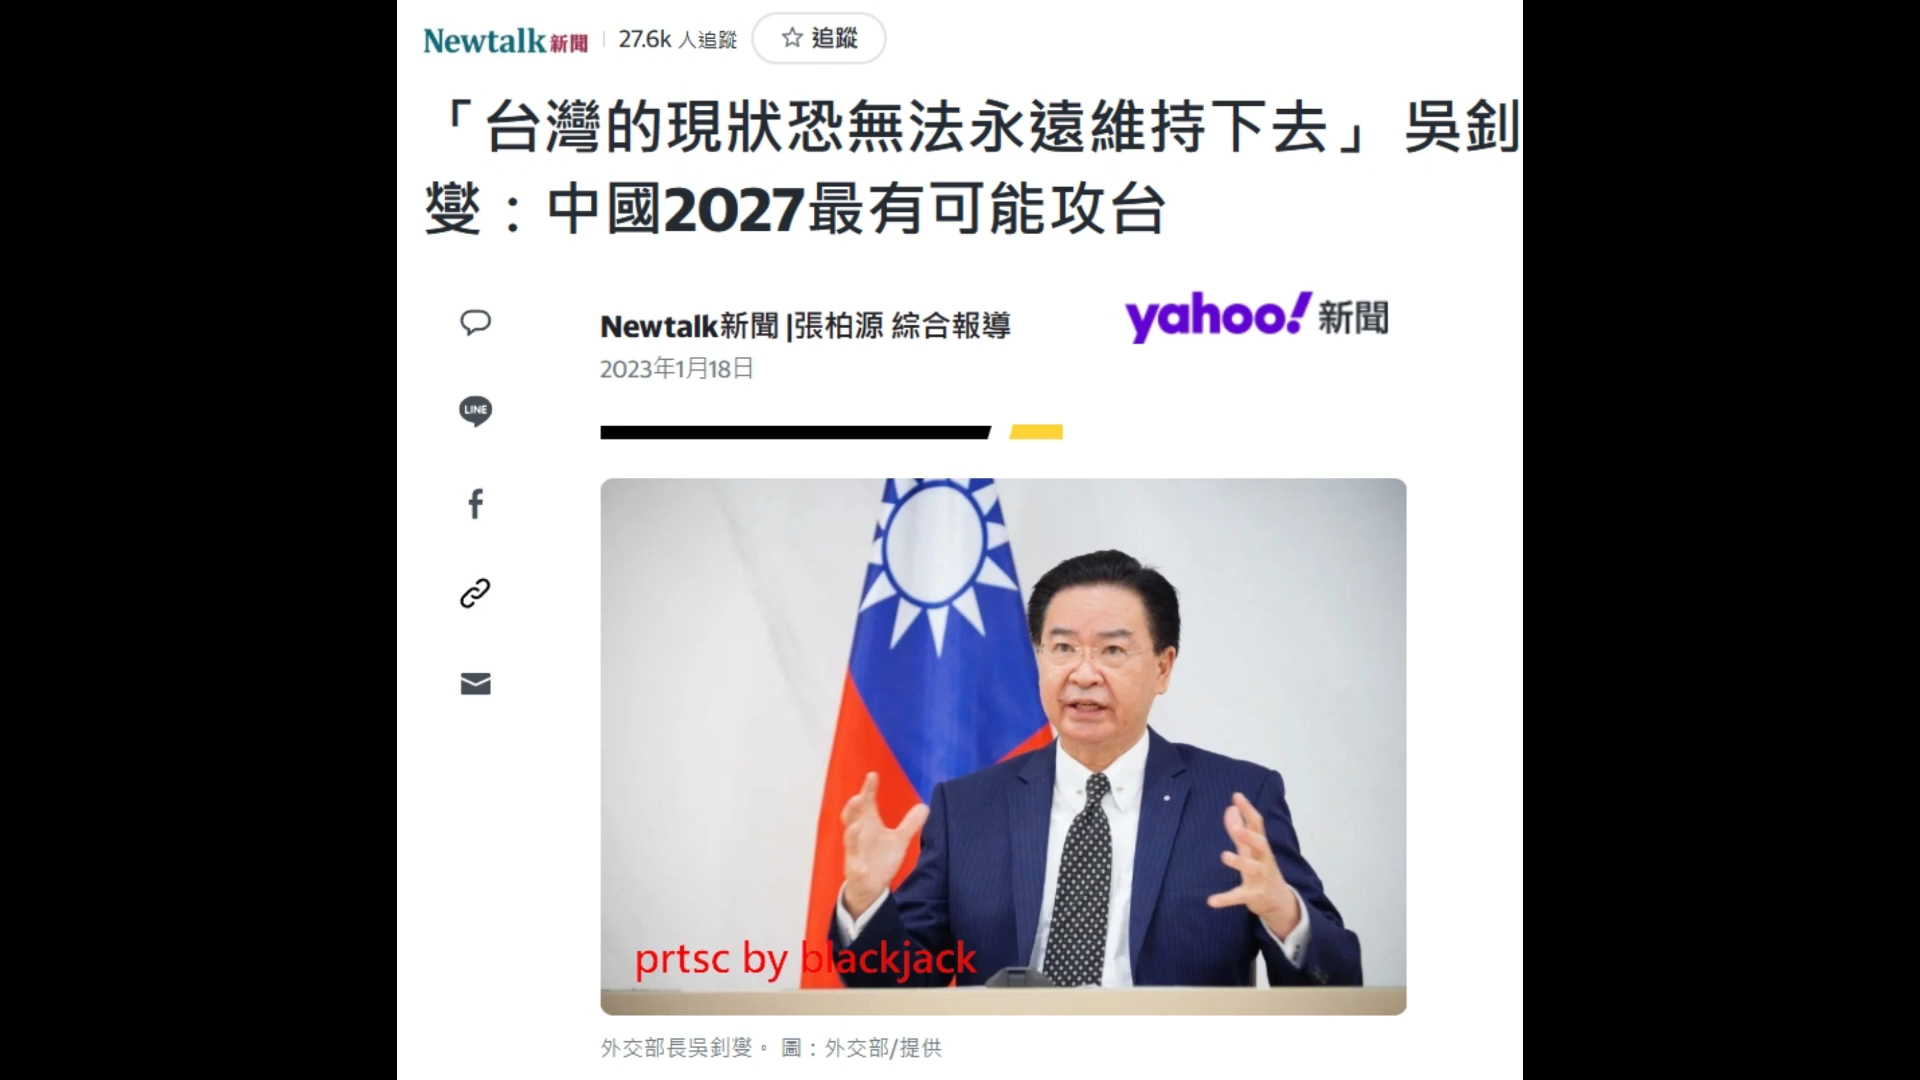 Newtalk新聞 27.6k 人追蹤 追蹤
「台灣的現狀恐無法永遠維持下去」 吳釗
燮：中國2027最有可能攻台
Newtalk新聞 |張柏源 綜合報導
yahoo!新聞
2023年1月18日
LINE
prtsc by blackjack
外交部長吳釗燮。 圖：外交部/提供